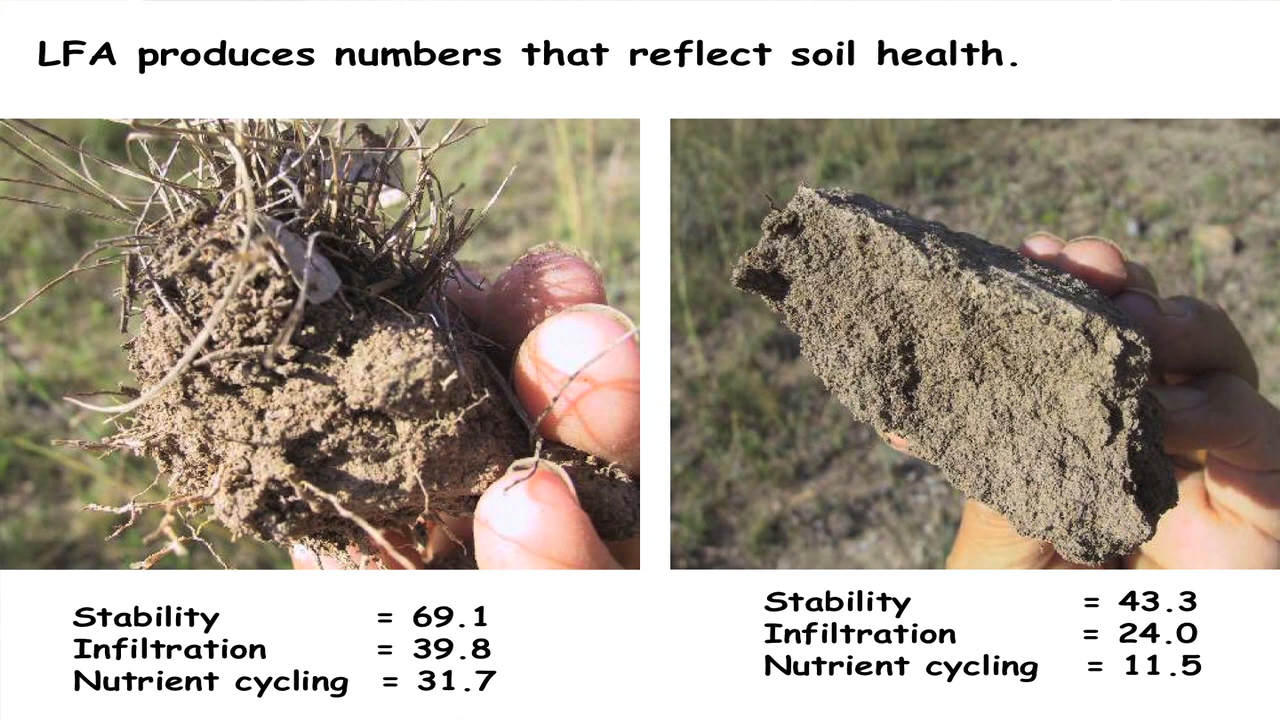 LFA produces numbers that reflect soil health.
Stability = 69.1
Infiltration = 39.8
Nutrient cycling = 31.7
Stability = 43.3
Infiltration = 24.0
Nutrient cycling = 11.5